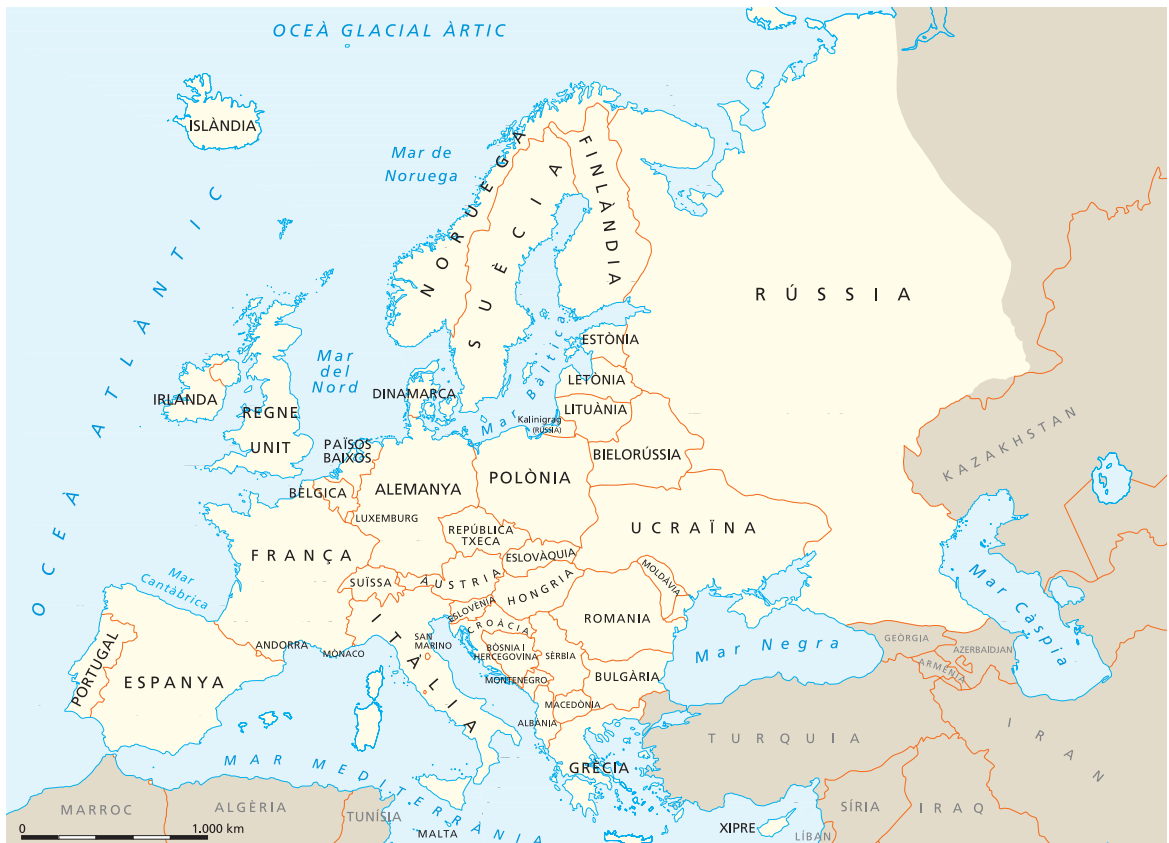 OCEÀ GLACIAL ÀRTIC
ISLÀNDIA
Mar de
Noruega
NORUEGA
SUÈCIA
FINLÀNDIA
RÚSSIA
OCEÀ ATLÀNTIC
Mar
del
Nord
Mar Bàltica
ESTÒNIA
LETÒNIA
LITUÀNIA
Kalinigrad
(RÚSSIA)
DINAMARCA
IRLANDA
REGNE
UNIT
PAÏSOS
BAIXOS
BÈLGICA
ALEMANYA
POLÒNIA
BIELORÚSSIA
LUXEMBURG
REPÚBLICA
TXECA
UCRAÏNA
KAZAKHSTAN
FRANÇA
ESLOVÀQUIA
SUÏSSA
ÀUSTRIA
HONGRIA
MOLDÀVIA
Mar
Cantàbrica
ESLOVÈNIA
CROÀCIA
ROMANIA
ITÀLIA
SAN
MARINO
BÒSNIA I
HERCEGOVINA
SÈRBIA
ANDORRA
MÒNACO
PORTUGAL
ESPANYA
MONTENEGRO
BULGÀRIA
Mar Negra
Mar Càspia
GEÒRGIA
AZERBAIDJAN
ARMÈNIA
MACEDÒNIA
ALBÀNIA
GRÈCIA
TURQUIA
IRAN
MAR MEDITERRÀNIA
MARROC
ALGÈRIA
TUNÍSIA
MALTA
XIPRE
SÍRIA
LÍBAN
IRAQ
0 1.000 km